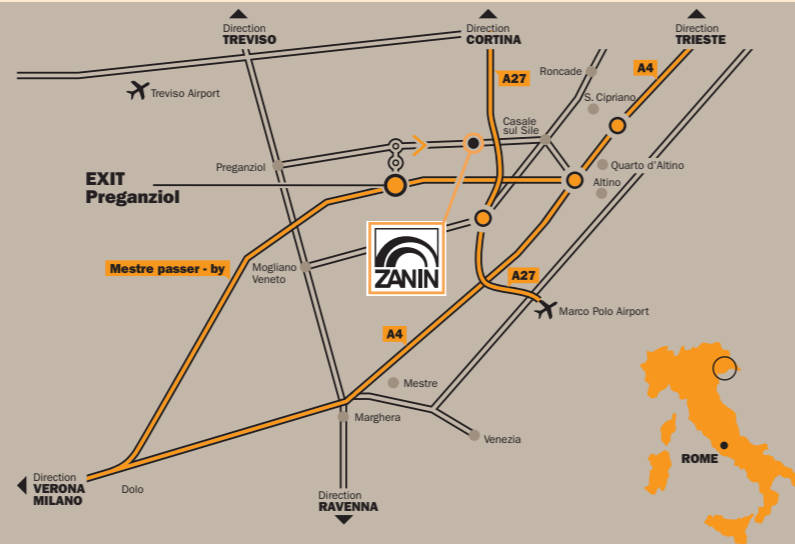 Direction
TREVISO
Direction
CORTINA
Direction
TRIESTE
A27
Roncade
A4
Treviso Airport
S. Cipriano
Casale
sul Sile
Preganziol
Quarto d'Altino
EXIT
Preganziol
Altino
ZANIN
Mestre passer - by
Mogliano
Veneto
A27
Marco Polo Airport
A4
Mestre
Marghera
Venezia
ROME
Direction
VERONA
MILANO
Dolo
Direction
RAVENNA